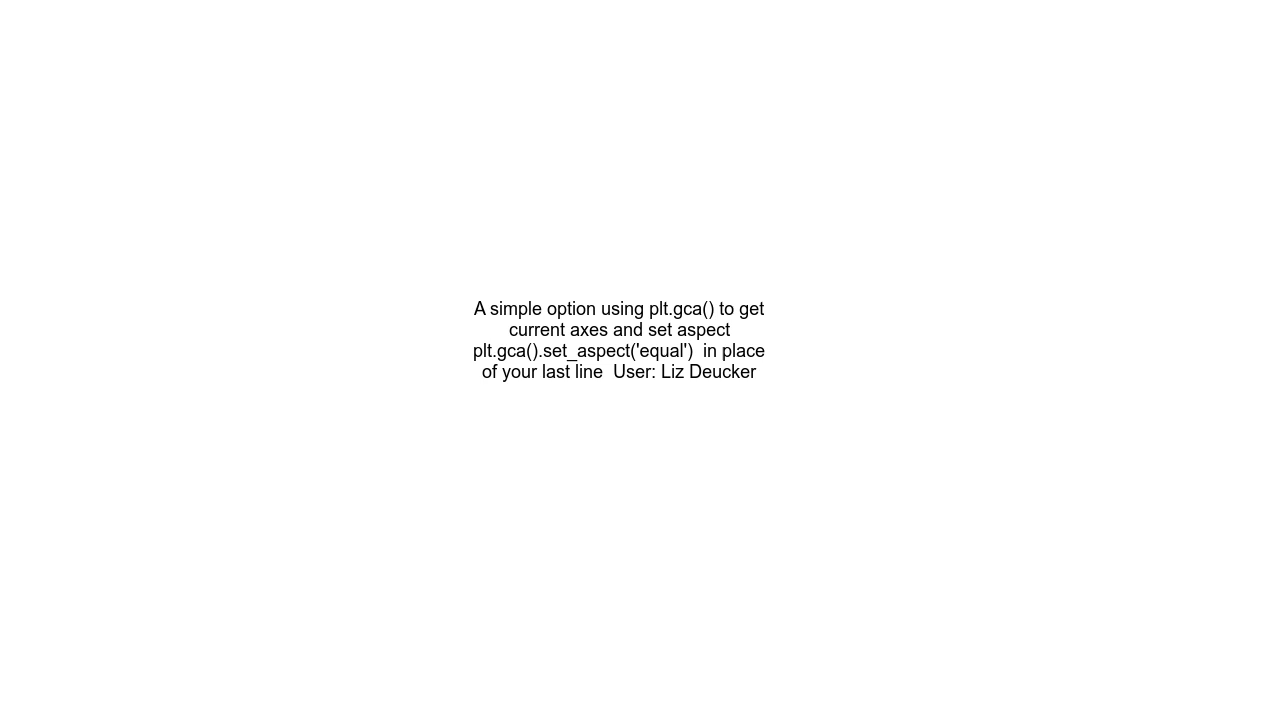 A simple option using plt.gca() to get
current axes and set aspect
plt.gca().set_aspect('equal')  in place
of your last line  User: Liz Deucker